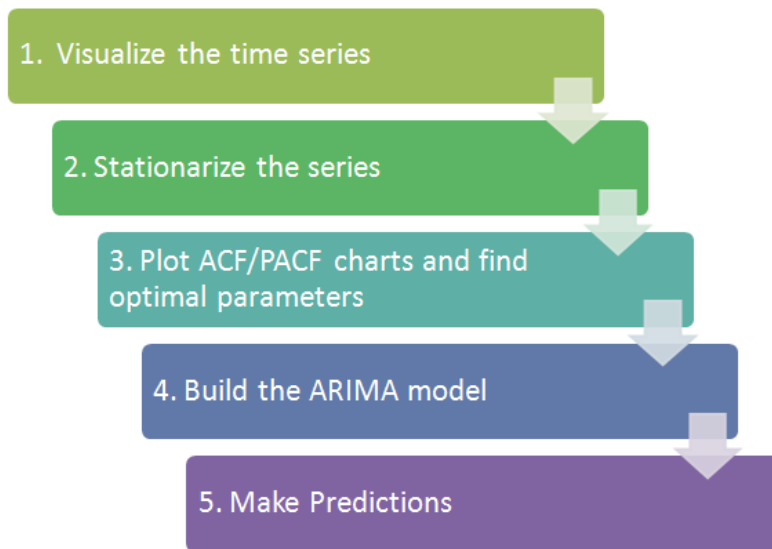 1. Visualize the time series
2. Stationarize the series
3. Plot ACF/PACF charts and find
optimal parameters
4. Build the ARIMA model
5. Make Predictions